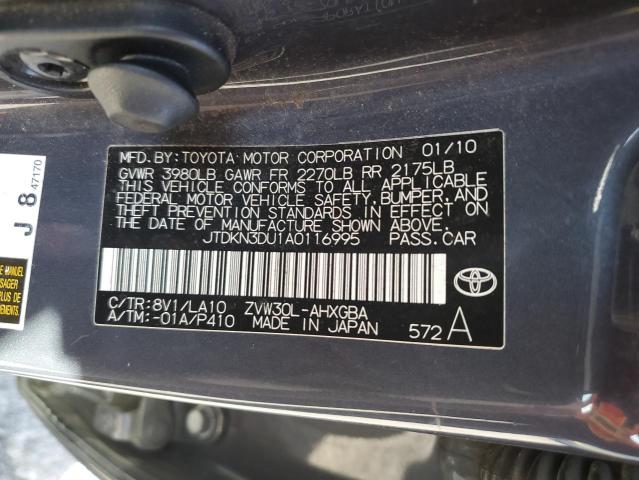 MFD.BY:TOYOTA MOTOR CORPORATION 01/10
GVWR 3980LB GAWR FR 2270LB RR 2175LB
THIS VEHICLE CONFORMS TO ALL APPLICABLE
FEDERAL MOTOR VEHICLE SAFETY,BUMPER,AND
THEFT PREVENTION STANDARDS IN EFFECT ON
THE DATE OF MANUFACTURE SHOWN ABOVE.
JTDKN3DU1A0116995 PASS.CAR
C/TR:8V1/LA10 ZVW30L-AHXGBA
A/TM:-01A/P410 MADE IN JAPAN
572 A
J 8 47170
MANUEL